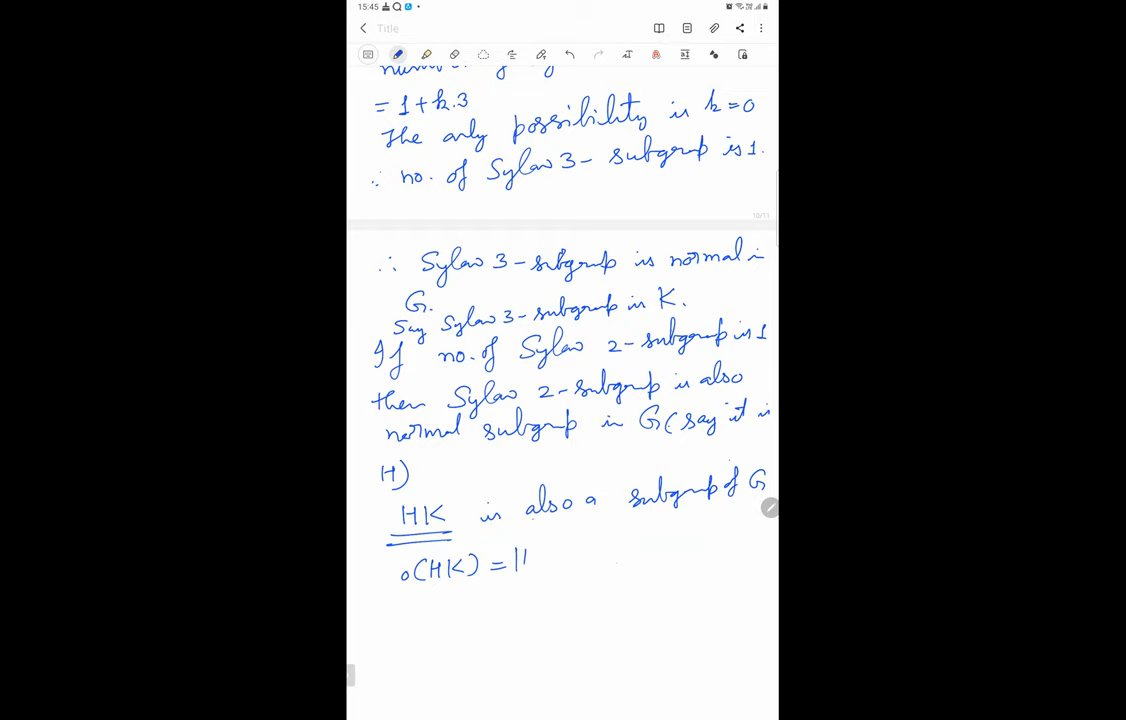 15:45
Title
= 1 + k.3
The only possibility is k = 0
∴ no. of Sylow 3 - subgroup is 1.
10/11
∴ Sylow 3 - subgroup is normal in
G.
Say Sylow 3 - subgroup is K.
If no. of Sylow 2 - subgroup is 1
then Sylow 2 - subgroup is also
normal subgroup in G (say it is
H)
HK is also a subgroup of G
o(HK) =